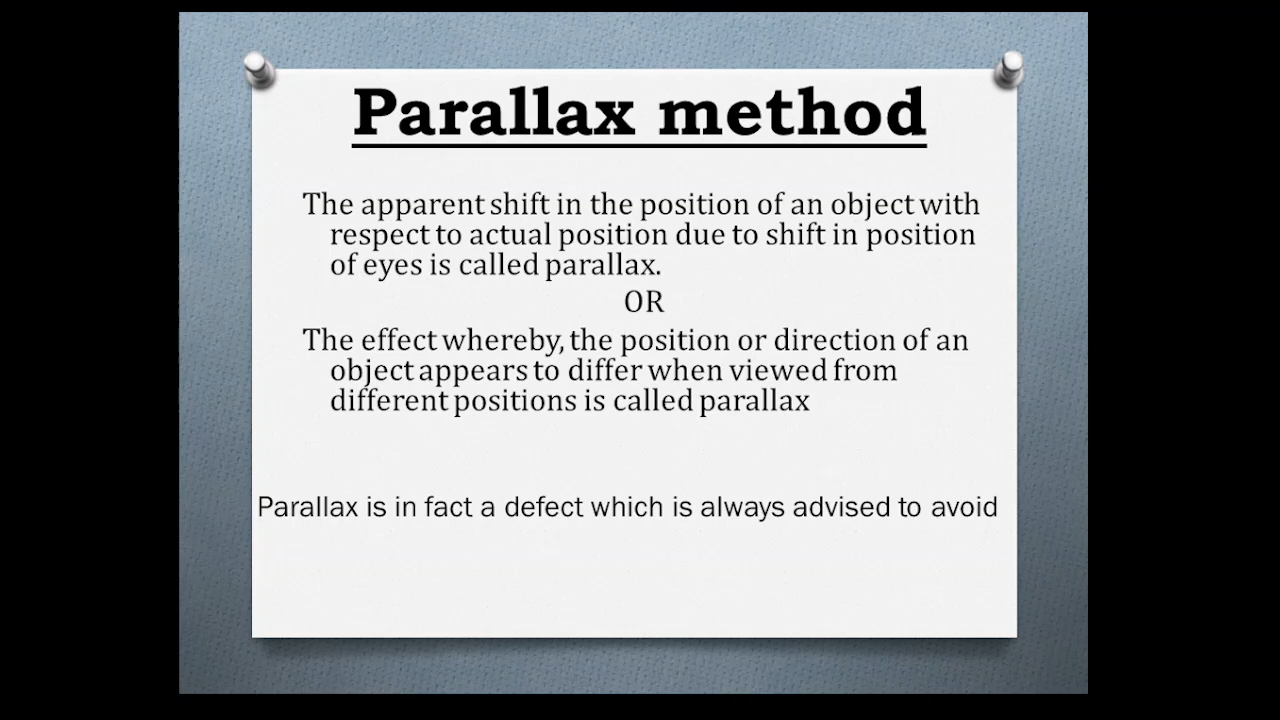 Parallax method
The apparent shift in the position of an object with
respect to actual position due to shift in position
of eyes is called parallax.
OR
The effect whereby, the position or direction of an
object appears to differ when viewed from
different positions is called parallax
Parallax is in fact a defect which is always advised to avoid